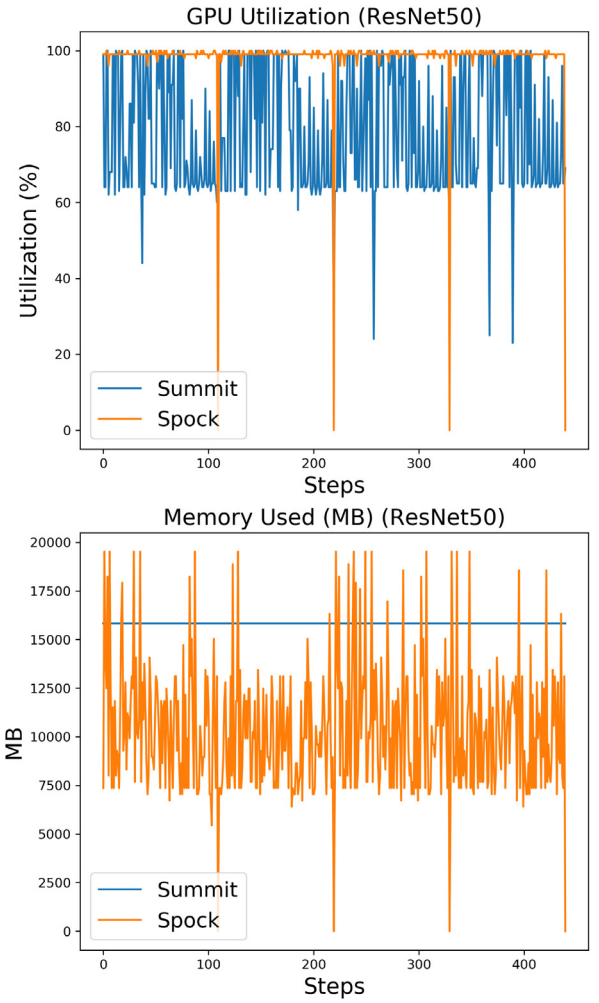 GPU Utilization (ResNet50)
100
80
60
40
20
0
Utilization (%)
Summit
Spock
0 100 200 300 400
Steps
Memory Used (MB) (ResNet50)
20000
17500
15000
12500
10000
7500
5000
2500
0
MB
Summit
Spock
0 100 200 300 400
Steps